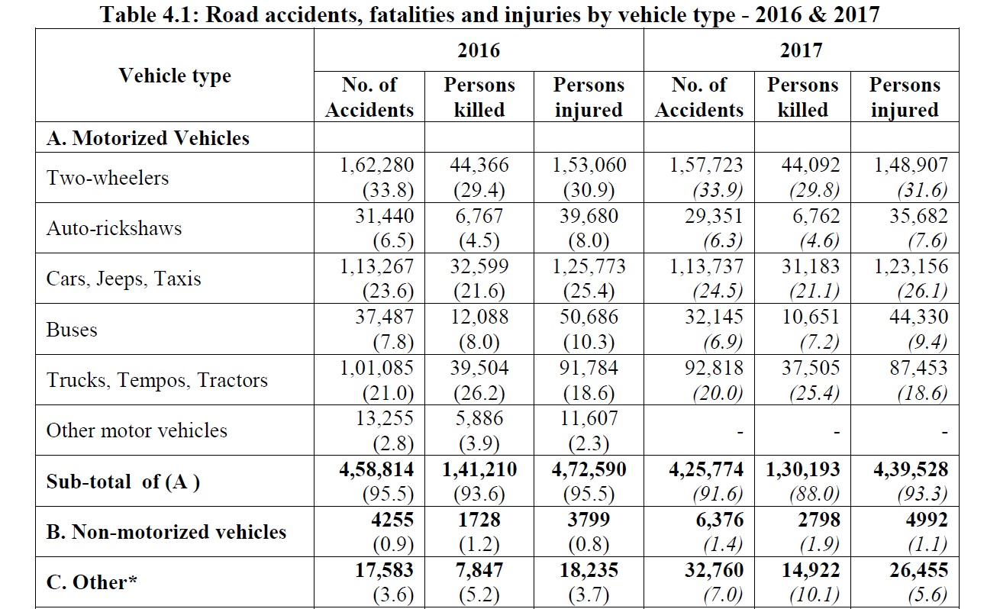 Table 4.1: Road accidents, fatalities and injuries by vehicle type - 2016 & 2017
Vehicle type 2016 2017
No. of Accidents Persons killed Persons injured No. of Accidents Persons killed Persons injured
A. Motorized Vehicles
Two-wheelers 1,62,280 44,366 1,53,060 1,57,723 44,092 1,48,907
(33.8) (29.4) (30.9) (33.9) (29.8) (31.6)
Auto-rickshaws 31,440 6,767 39,680 29,351 6,762 35,682
(6.5) (4.5) (8.0) (6.3) (4.6) (7.6)
Cars, Jeeps, Taxis 1,13,267 32,599 1,25,773 1,13,737 31,183 1,23,156
(23.6) (21.6) (25.4) (24.5) (21.1) (26.1)
Buses 37,487 12,088 50,686 32,145 10,651 44,330
(7.8) (8.0) (10.3) (6.9) (7.2) (9.4)
Trucks, Tempos, Tractors 1,01,085 39,504 91,784 92,818 37,505 87,453
(21.0) (26.2) (18.6) (20.0) (25.4) (18.6)
Other motor vehicles 13,255 5,886 11,607 - - -
(2.8) (3.9) (2.3)
Sub-total of (A ) 4,58,814 1,41,210 4,72,590 4,25,774 1,30,193 4,39,528
(95.5) (93.6) (95.5) (91.6) (88.0) (93.3)
B. Non-motorized vehicles 4255 1728 3799 6,376 2798 4992
(0.9) (1.2) (0.8) (1.4) (1.9) (1.1)
C. Other* 17,583 7,847 18,235 32,760 14,922 26,455
(3.6) (5.2) (3.7) (7.0) (10.1) (5.6)